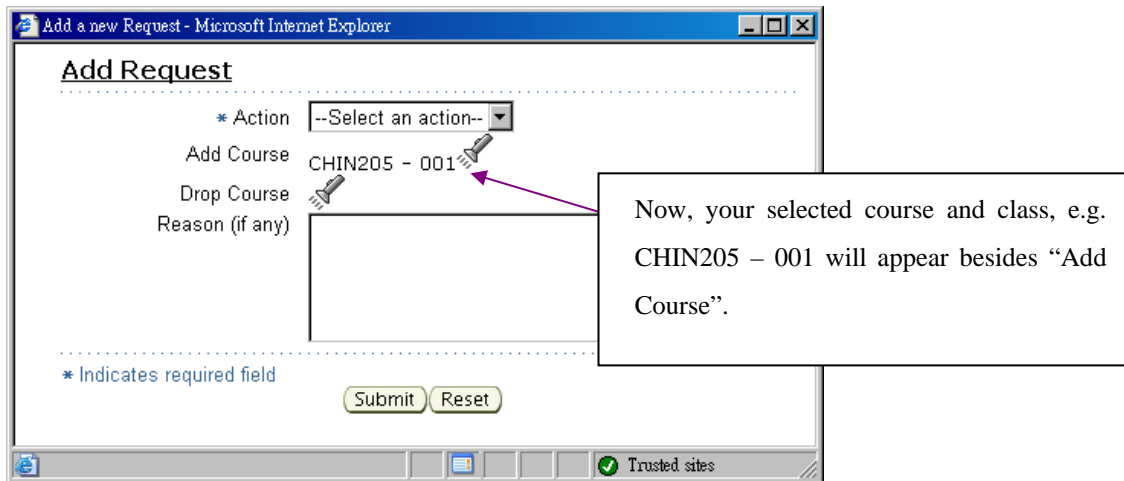 Add a new Request - Microsoft Internet Explorer
Add Request
* Action --Select an action--
Add Course CHIN205 - 001
Drop Course
Reason (if any)
Now, your selected course and class, e.g.
CHIN205 – 001 will appear besides “Add
Course”.
* Indicates required field
Submit Reset
Trusted sites